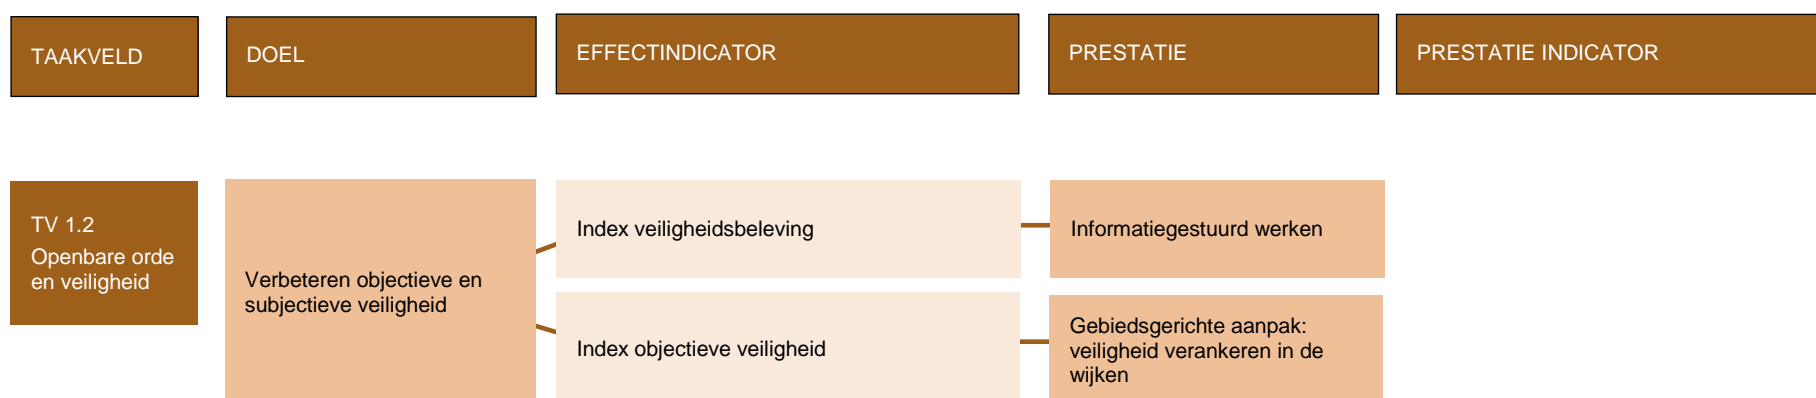 TAAKVELD
DOEL
EFFECTINDICATOR
PRESTATIE
PRESTATIE INDICATOR
TV 1.2
Openbare orde
en veiligheid
Verbeteren objectieve en
subjectieve veiligheid
Index veiligheidsbeleving
Informatiegestuurd werken
Index objectieve veiligheid
Gebiedsgerichte aanpak:
veiligheid verankeren in de
wijken